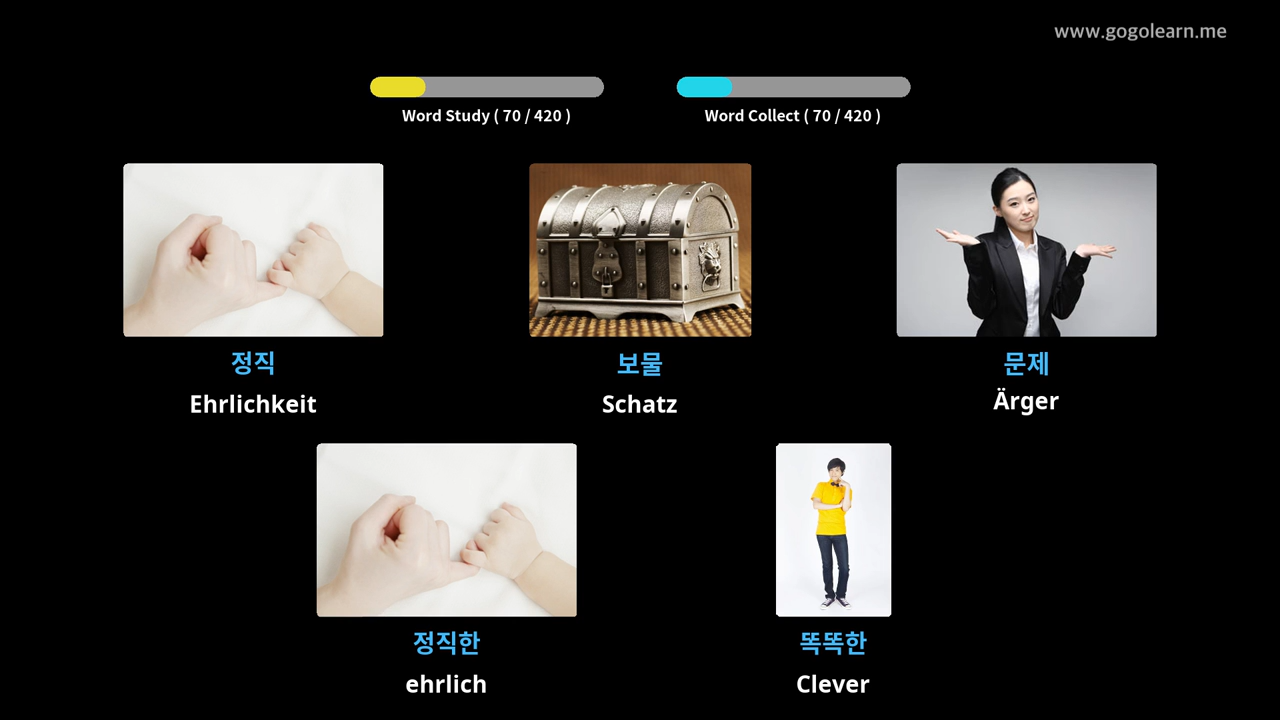 www.gogolearn.me
Word Study ( 70 / 420 )
Word Collect ( 70 / 420 )
정직
Ehrlichkeit
보물
Schatz
문제
Ärger
정직한
ehrlich
똑똑한
Clever